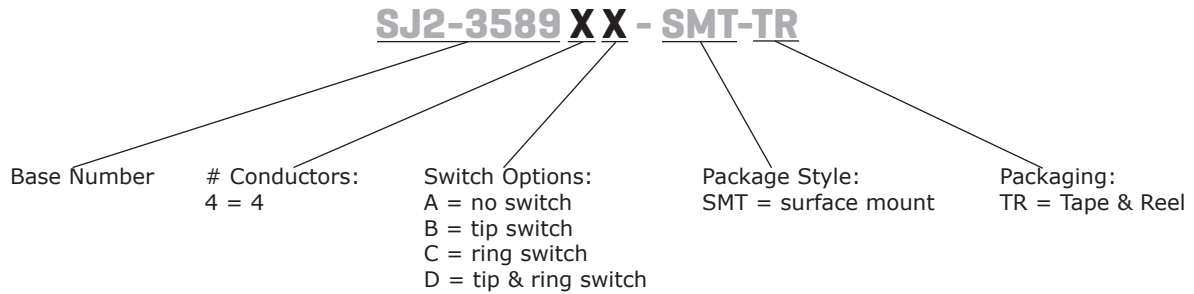 SJ2-3589 X X - SMT-TR
Base Number
# Conductors:
4 = 4
Switch Options:
A = no switch
B = tip switch
C = ring switch
D = tip & ring switch
Package Style:
SMT = surface mount
Packaging:
TR = Tape & Reel